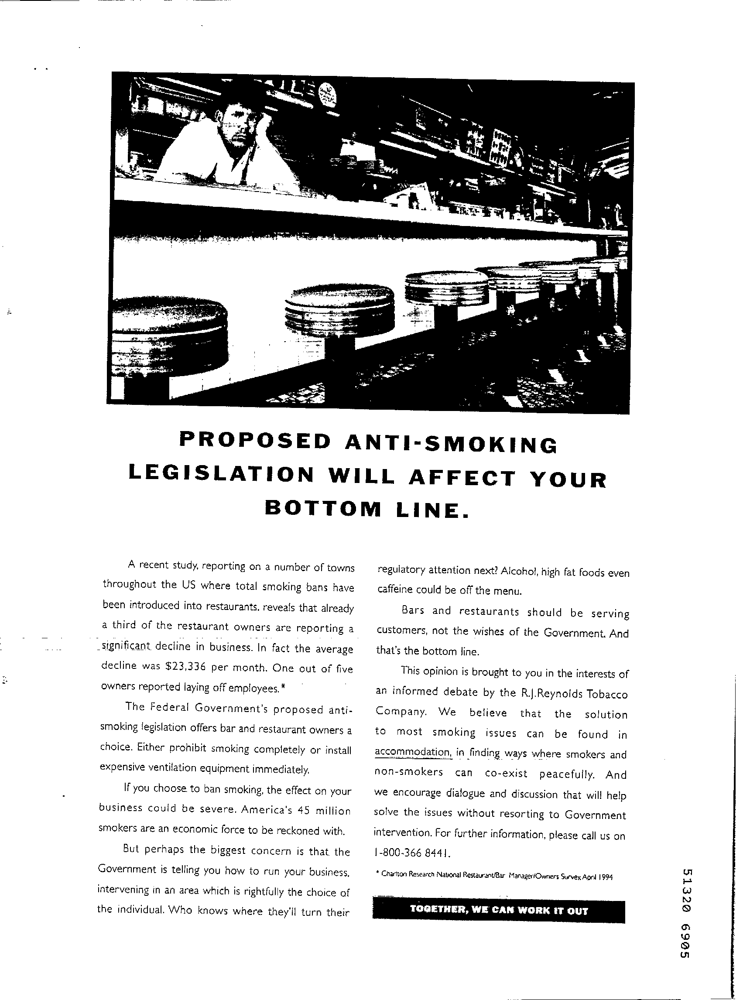 PROPOSED ANTI-SMOKING
LEGISLATION WILL AFFECT YOUR
BOTTOM LINE.
A recent study, reporting on a number of towns
throughout the US where total smoking bans have
been introduced into restaurants, reveals that already
a third of the restaurant owners are reporting a
significant decline in business. In fact the average
decline was $23,336 per month. One out of five
owners reported laying off employees.*
The Federal Government's proposed anti-
smoking legislation offers bar and restaurant owners a
choice. Either prohibit smoking completely or install
expensive ventilation equipment immediately.
If you choose to ban smoking, the effect on your
business could be severe. America's 45 million
smokers are an economic force to be reckoned with.
But perhaps the biggest concern is that the
Government is telling you how to run your business,
intervening in an area which is rightfully the choice of
the individual. Who knows where they'll turn their
regulatory attention next? Alcohol, high fat foods even
caffeine could be off the menu.
Bars and restaurants should be serving
customers, not the wishes of the Government. And
that's the bottom line.
This opinion is brought to you in the interests of
an informed debate by the R.J.Reynolds Tobacco
Company. We believe that the solution
to most smoking issues can be found in
accommodation, in finding ways where smokers and
non-smokers can co-exist peacefully. And
we encourage dialogue and discussion that will help
solve the issues without resorting to Government
intervention. For further information, please call us on
1-800-366 8441.
* Charlton Research National Restaurant/Bar Manager/Owners Survey, April 1994
TOGETHER, WE CAN WORK IT OUT
51320 6905